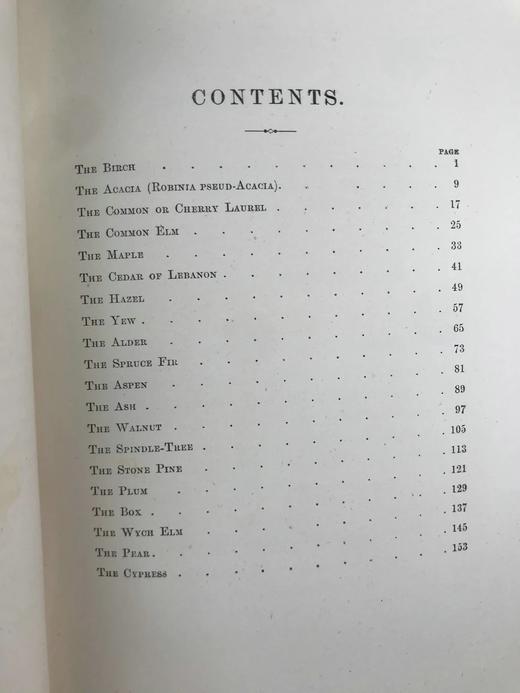 CONTENTS.
PAGE
The Birch . . . . . . . . . 1
The Acacia (Robinia pseud-Acacia). . . . . . 9
The Common or Cherry Laurel . . . . . . 17
The Common Elm . . . . . . . . 25
The Maple . . . . . . . . . 33
The Cedar of Lebanon . . . . . . . 41
The Hazel . . . . . . . . . 49
The Yew . . . . . . . . . 57
The Alder . . . . . . . . . 65
The Spruce Fir . . . . . . . . 73
The Aspen . . . . . . . . . 81
The Ash . . . . . . . . . 89
The Walnut . . . . . . . . . 97
The Spindle-Tree . . . . . . . . 105
The Stone Pine . . . . . . . . 113
The Plum . . . . . . . . . 121
The Box . . . . . . . . . 129
The Wych Elm . . . . . . . . 137
The Pear . . . . . . . . . 145
The Cypress . . . . . . . . . 153